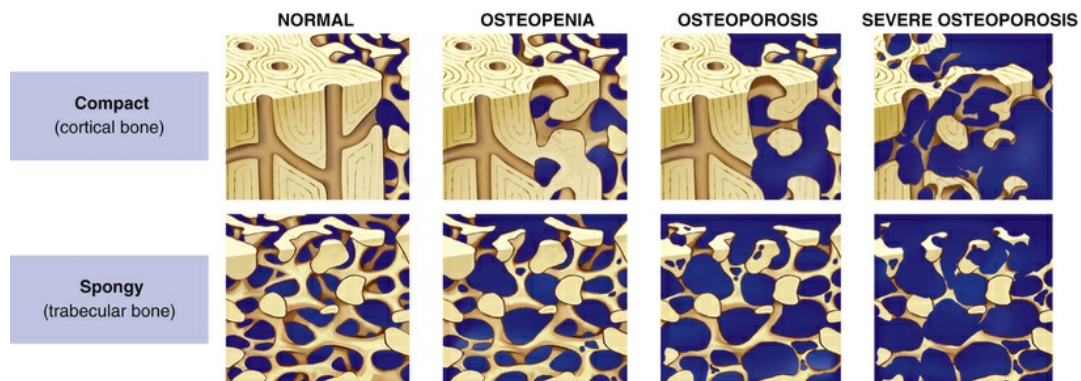 NORMAL
OSTEOPENIA
OSTEOPOROSIS
SEVERE OSTEOPOROSIS
Compact
(cortical bone)
Spongy
(trabecular bone)